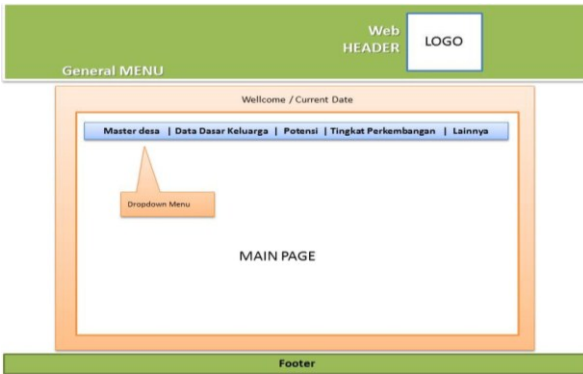 Web
HEADER
LOGO
General MENU
Wellcome / Current Date
Master desa | Data Dasar Keluarga | Potensi | Tingkat Perkembangan | Lainnya
Dropdown Menu
MAIN PAGE
Footer